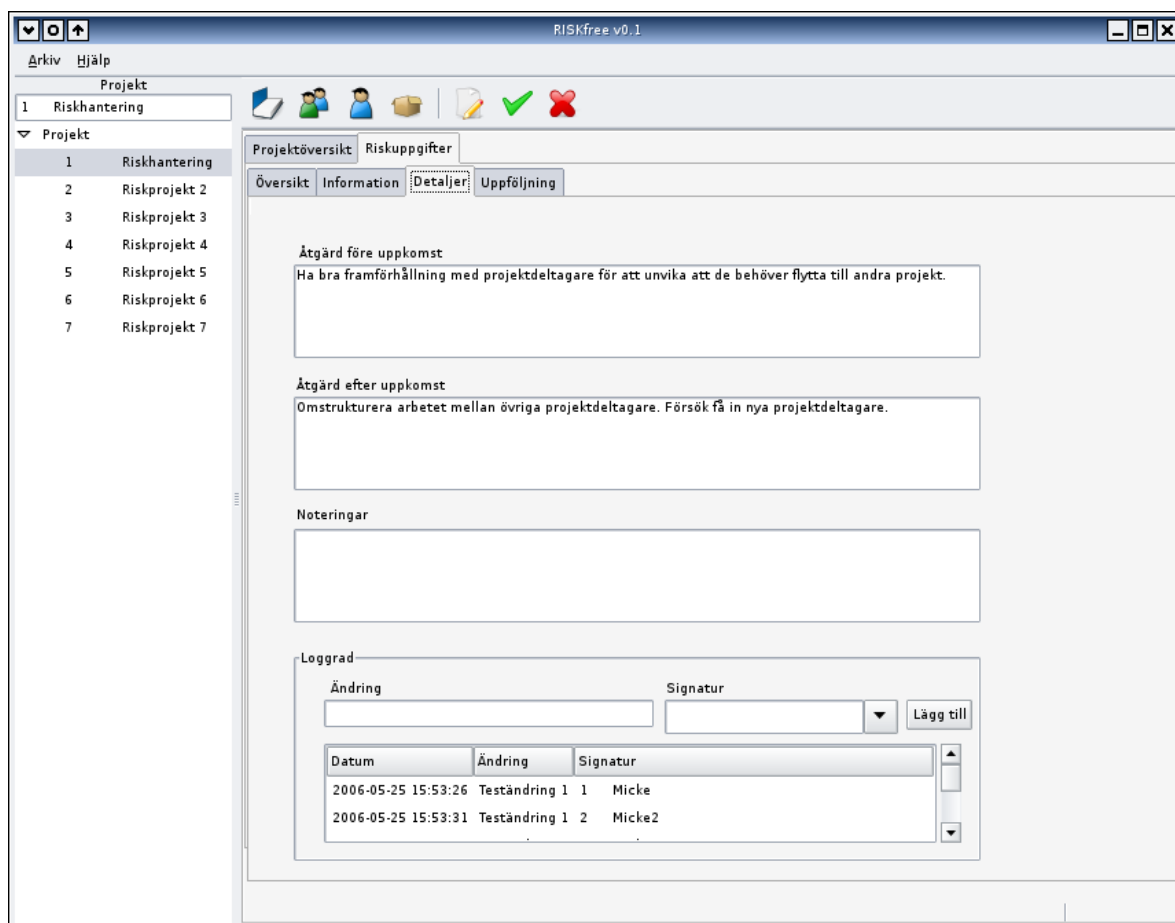 RISKfree v0.1
Arkiv Hjälp
Projekt
1 Riskhantering
Projekt
1 Riskhantering
2 Riskprojekt 2
3 Riskprojekt 3
4 Riskprojekt 4
5 Riskprojekt 5
6 Riskprojekt 6
7 Riskprojekt 7
Projektöversikt Riskuppgifter
Översikt Information Detaljer Uppföljning
Åtgärd före uppkomst
Ha bra framförhållning med projektdeltagare för att unvika att de behöver flytta till andra projekt.
Åtgärd efter uppkomst
Omstrukturera arbetet mellan övriga projektdeltagare. Försök få in nya projektdeltagare.
Noteringar
Loggrad
Ändring Signatur
Lägg till
Datum Ändring Signatur
2006-05-25 15:53:26 Teständring 1 1 Micke
2006-05-25 15:53:31 Teständring 1 2 Micke2